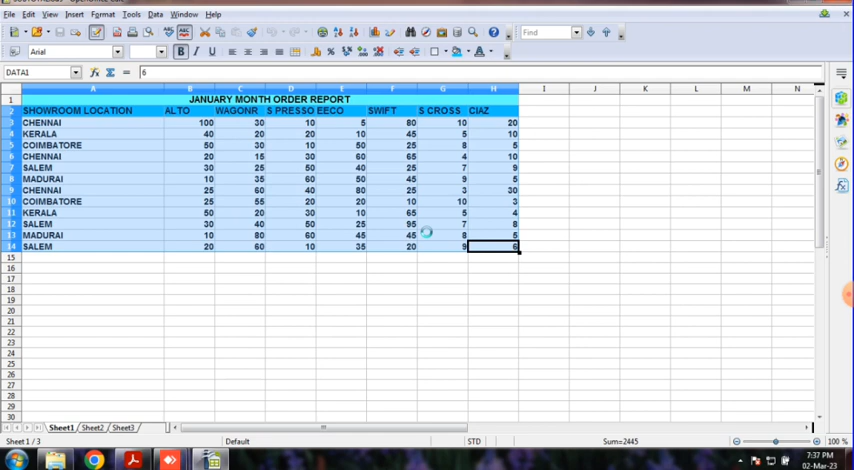 File Edit View Insert Format Tools Data Window Help
Find
Arial
B I U
DATA1 fx Σ = 6
A B C D E F G H I J K L M N
1 JANUARY MONTH ORDER REPORT
2 SHOWROOM LOCATION ALTO WAGONR S PRESSO EECO SWIFT S CROSS CIAZ
3 CHENNAI 100 30 10 5 80 10 20
4 KERALA 40 20 20 10 45 5 10
5 COIMBATORE 50 30 10 50 25 8 5
6 CHENNAI 20 15 30 60 65 4 10
7 SALEM 30 25 50 40 25 7 9
8 MADURAI 10 35 60 50 45 9 5
9 CHENNAI 25 60 40 80 25 3 30
10 COIMBATORE 25 55 20 20 10 10 3
11 KERALA 50 20 30 10 65 5 4
12 SALEM 30 40 50 25 95 7 8
13 MADURAI 10 80 60 45 45 8 5
14 SALEM 20 60 10 35 20 9 6
15
16
17
18
19
20
21
22
23
24
25
26
27
28
29
30
Sheet1 Sheet2 Sheet3
Sheet 1 / 3 Default STD Sum=2445 100 %
7:37 PM
02-Mar-23